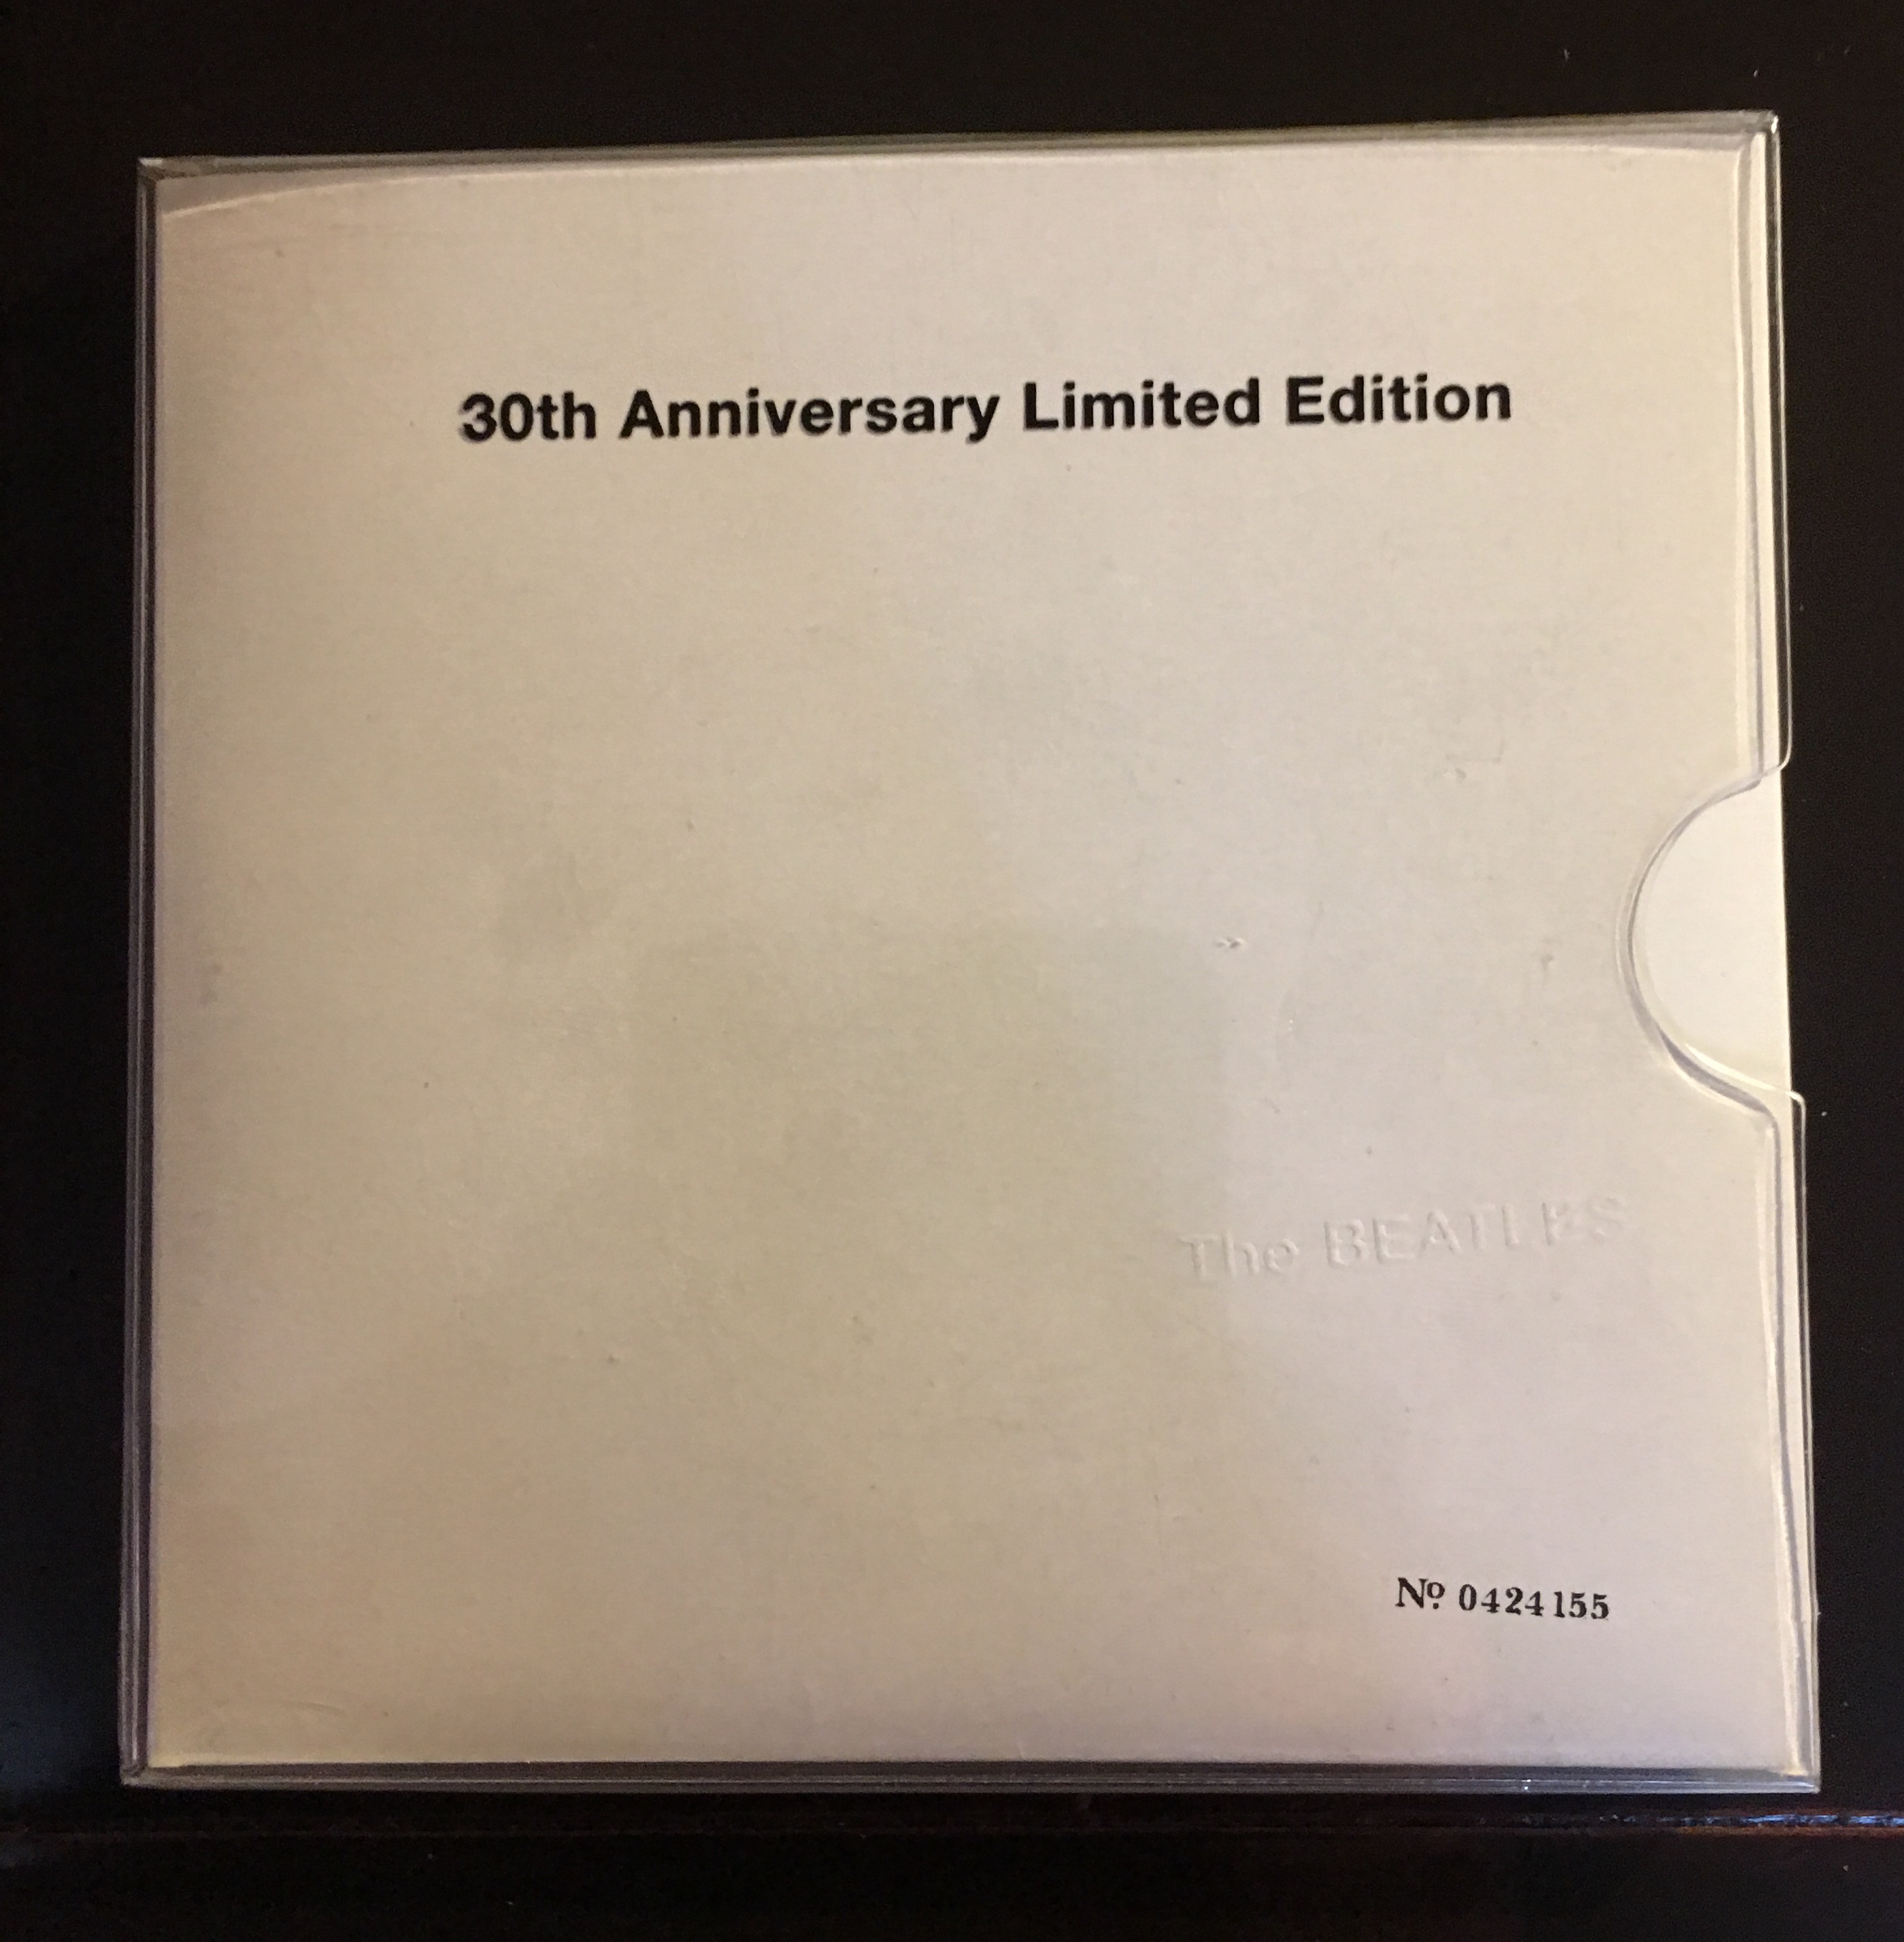 30th Anniversary Limited Edition
The BEATLES
Nº 0424155